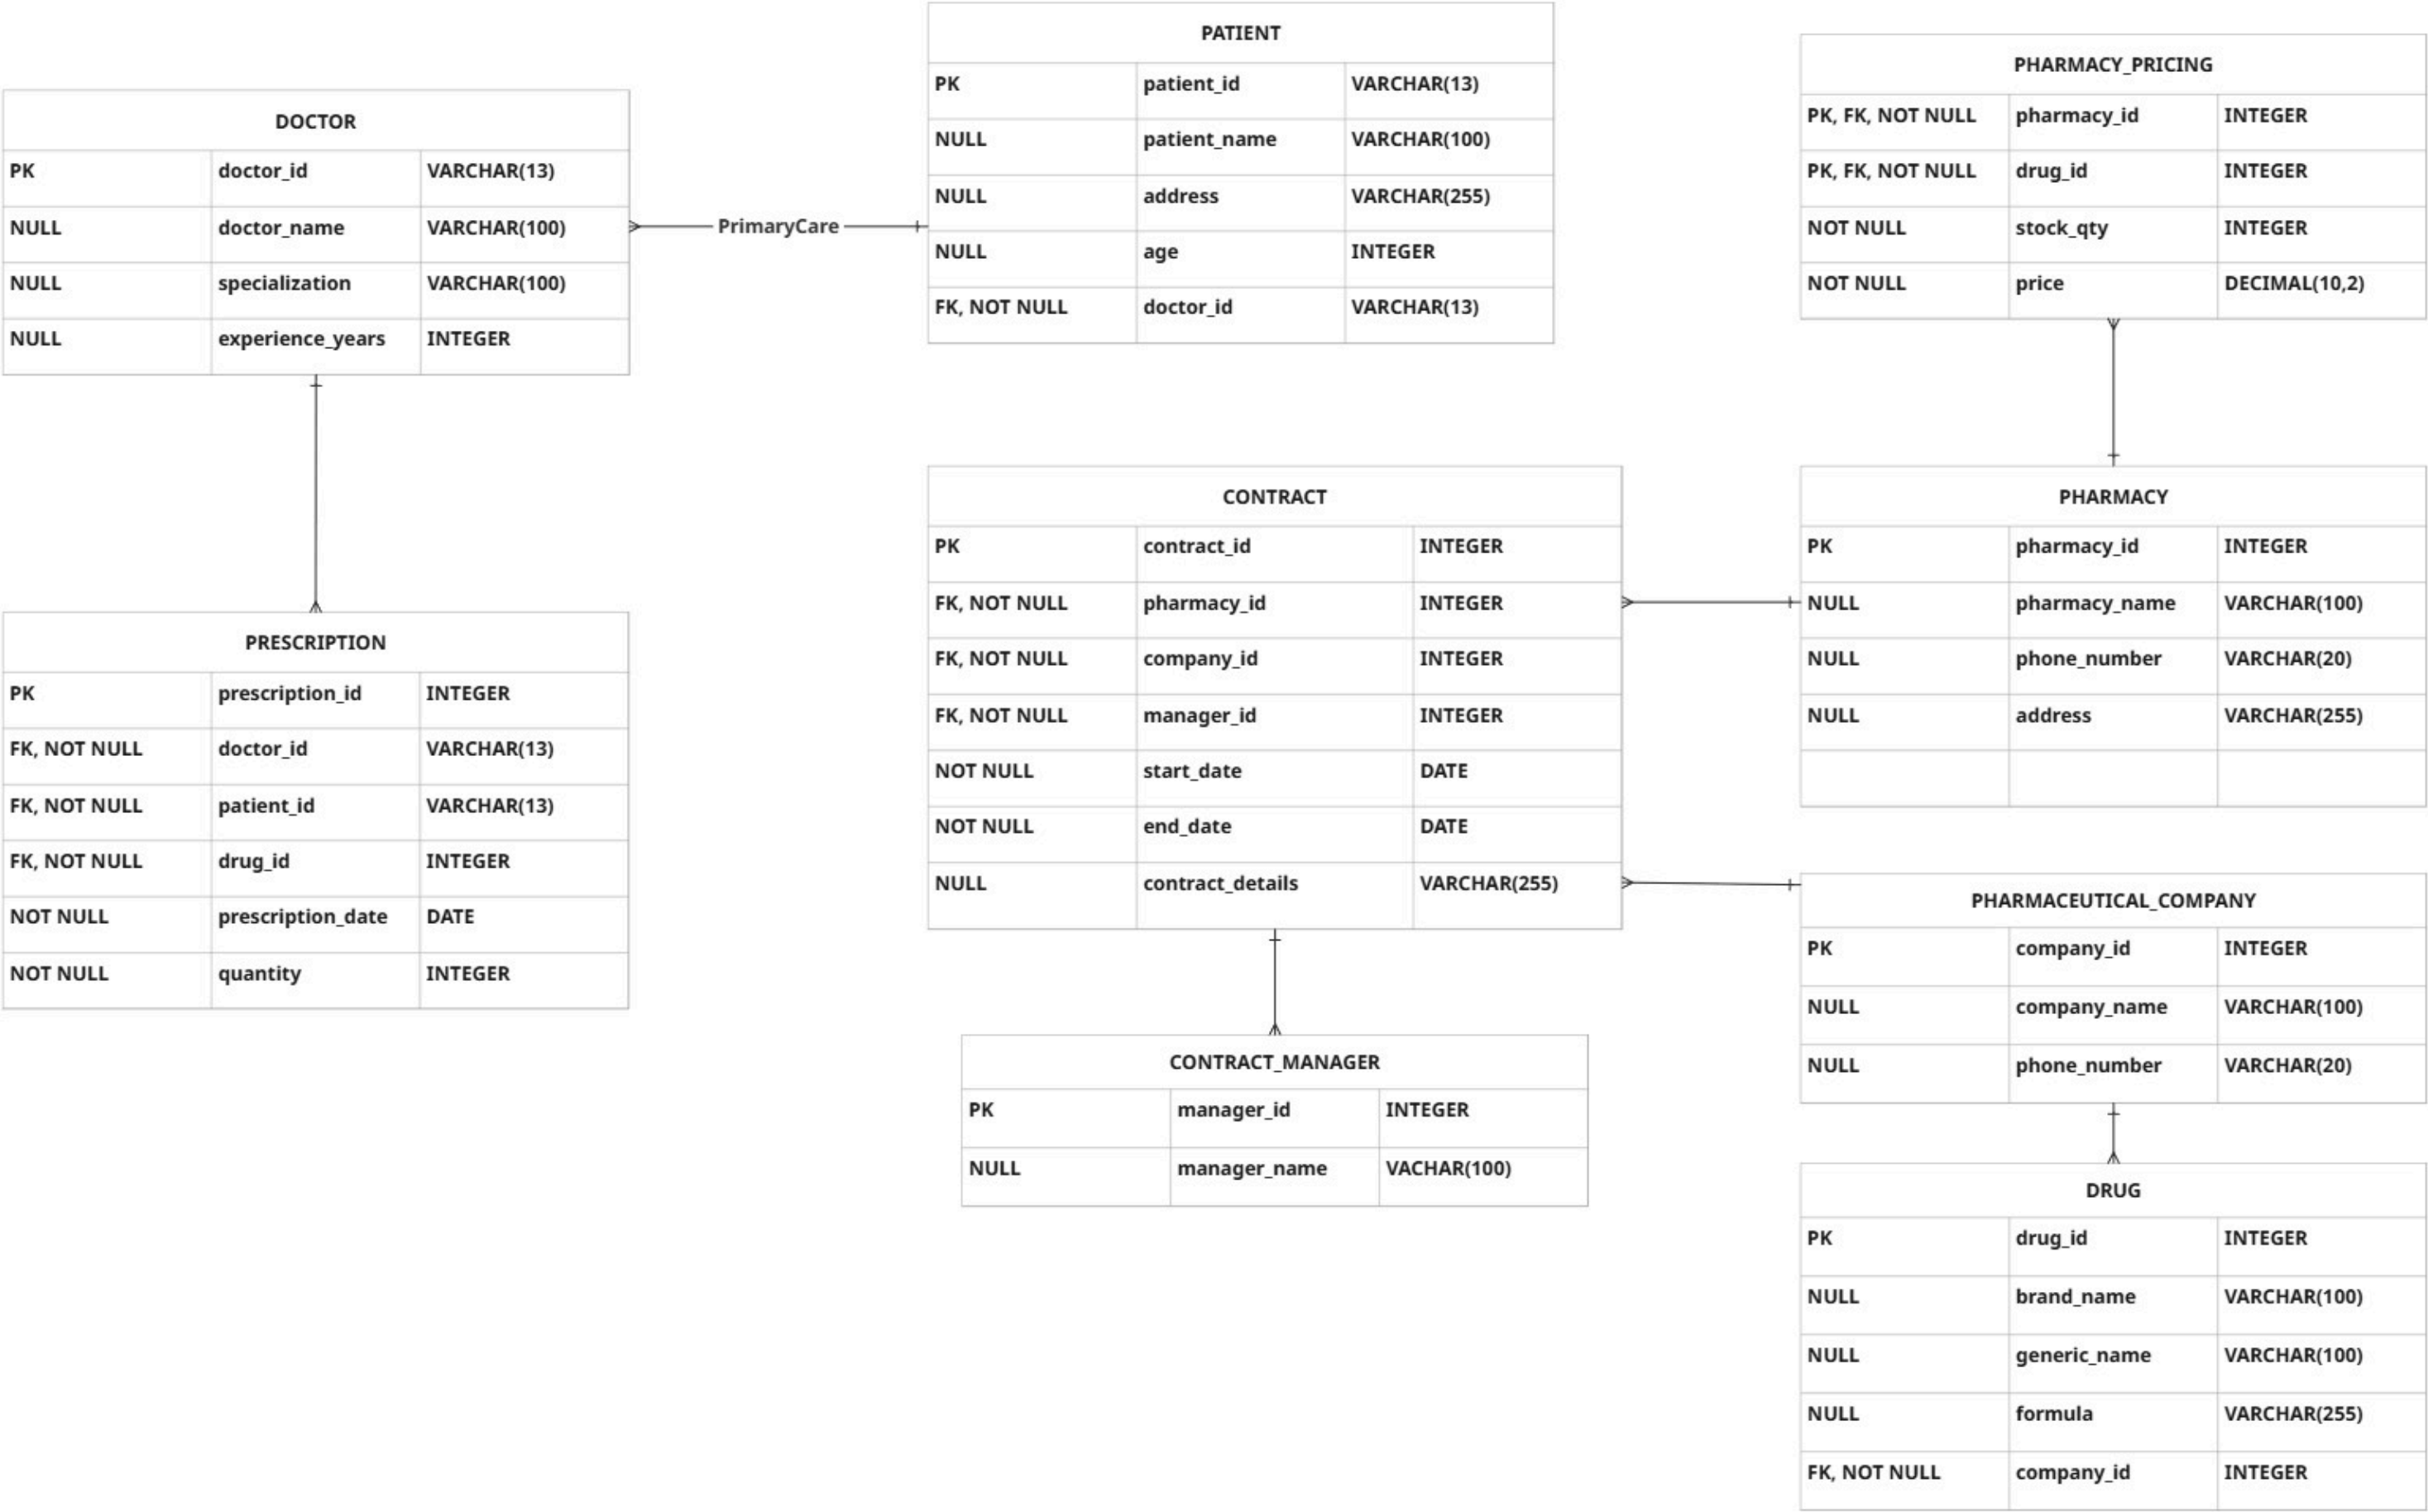 DOCTOR
PK doctor_id VARCHAR(13)
NULL doctor_name VARCHAR(100)
NULL specialization VARCHAR(100)
NULL experience_years INTEGER
PrimaryCare
PATIENT
PK patient_id VARCHAR(13)
NULL patient_name VARCHAR(100)
NULL address VARCHAR(255)
NULL age INTEGER
FK, NOT NULL doctor_id VARCHAR(13)
PHARMACY_PRICING
PK, FK, NOT NULL pharmacy_id INTEGER
PK, FK, NOT NULL drug_id INTEGER
NOT NULL stock_qty INTEGER
NOT NULL price DECIMAL(10,2)
PRESCRIPTION
PK prescription_id INTEGER
FK, NOT NULL doctor_id VARCHAR(13)
FK, NOT NULL patient_id VARCHAR(13)
FK, NOT NULL drug_id INTEGER
NOT NULL prescription_date DATE
NOT NULL quantity INTEGER
CONTRACT
PK contract_id INTEGER
FK, NOT NULL pharmacy_id INTEGER
FK, NOT NULL company_id INTEGER
FK, NOT NULL manager_id INTEGER
NOT NULL start_date DATE
NOT NULL end_date DATE
NULL contract_details VARCHAR(255)
PHARMACY
PK pharmacy_id INTEGER
NULL pharmacy_name VARCHAR(100)
NULL phone_number VARCHAR(20)
NULL address VARCHAR(255)
CONTRACT_MANAGER
PK manager_id INTEGER
NULL manager_name VACHAR(100)
PHARMACEUTICAL_COMPANY
PK company_id INTEGER
NULL company_name VARCHAR(100)
NULL phone_number VARCHAR(20)
DRUG
PK drug_id INTEGER
NULL brand_name VARCHAR(100)
NULL generic_name VARCHAR(100)
NULL formula VARCHAR(255)
FK, NOT NULL company_id INTEGER